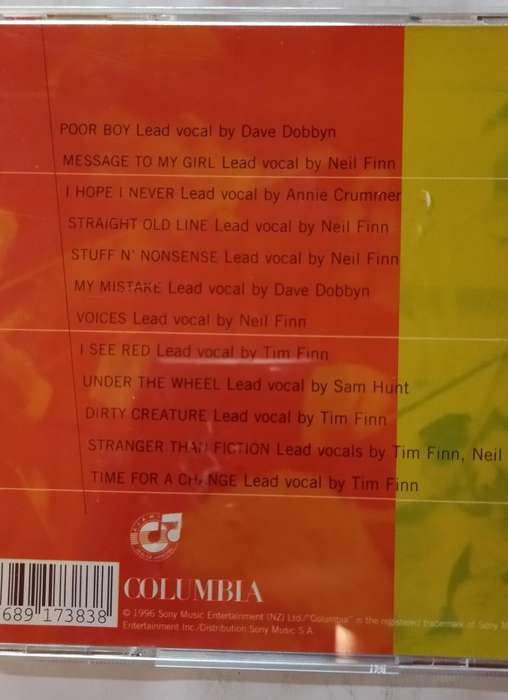 POOR BOY Lead vocal by Dave Dobbyn
MESSAGE TO MY GIRL Lead vocal by Neil Finn
I HOPE I NEVER Lead vocal by Annie Crummer
STRAIGHT OLD LINE Lead vocal by Neil Finn
STUFF N' NONSENSE Lead vocal by Neil Finn
MY MISTAKE Lead vocal by Dave Dobbyn
VOICES Lead vocal by Neil Finn
I SEE RED Lead vocal by Tim Finn
UNDER THE WHEEL Lead vocal by Sam Hunt
DIRTY CREATURE Lead vocal by Tim Finn
STRANGER THAN FICTION Lead vocals by Tim Finn, Neil
TIME FOR A CHANGE Lead vocal by Tim Finn
COLUMBIA
689 173838
© 1996 Sony Music Entertainment (NZ) Ltd./"Columbia" is the registered trademark of Sony
Entertainment Inc./Distribution Sony Music S.A.